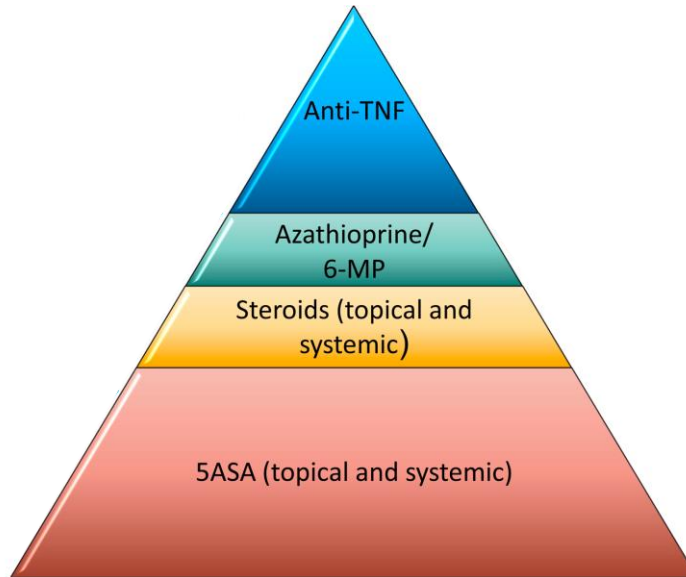 Anti-TNF
Azathioprine/
6-MP
Steroids (topical and
systemic)
5ASA (topical and systemic)